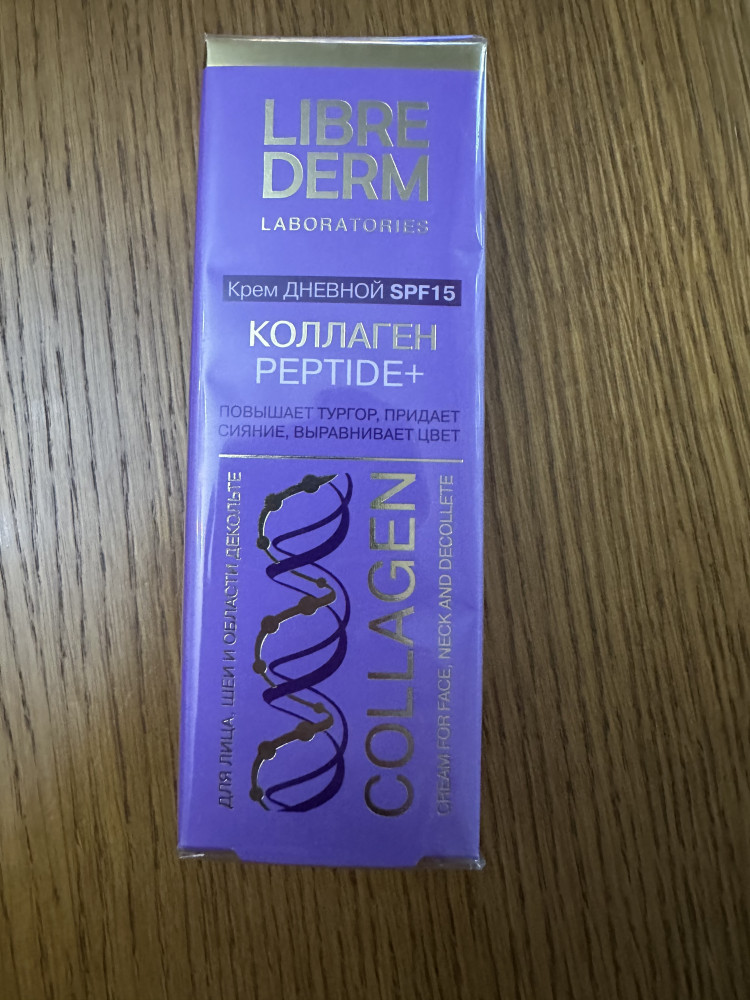 LIBRE
DERM
LABORATORIES
Крем ДНЕВНОЙ SPF15
КОЛЛАГЕН
PEPTIDE+
ПОВЫШАЕТ ТУРГОР, ПРИДАЕТ
СИЯНИЕ, ВЫРАВНИВАЕТ ЦВЕТ
ДЛЯ ЛИЦА, ШЕИ И ОБЛАСТИ ДЕКОЛЬТЕ
COLLAGEN
CREAM FOR FACE, NECK AND DECOLLETE